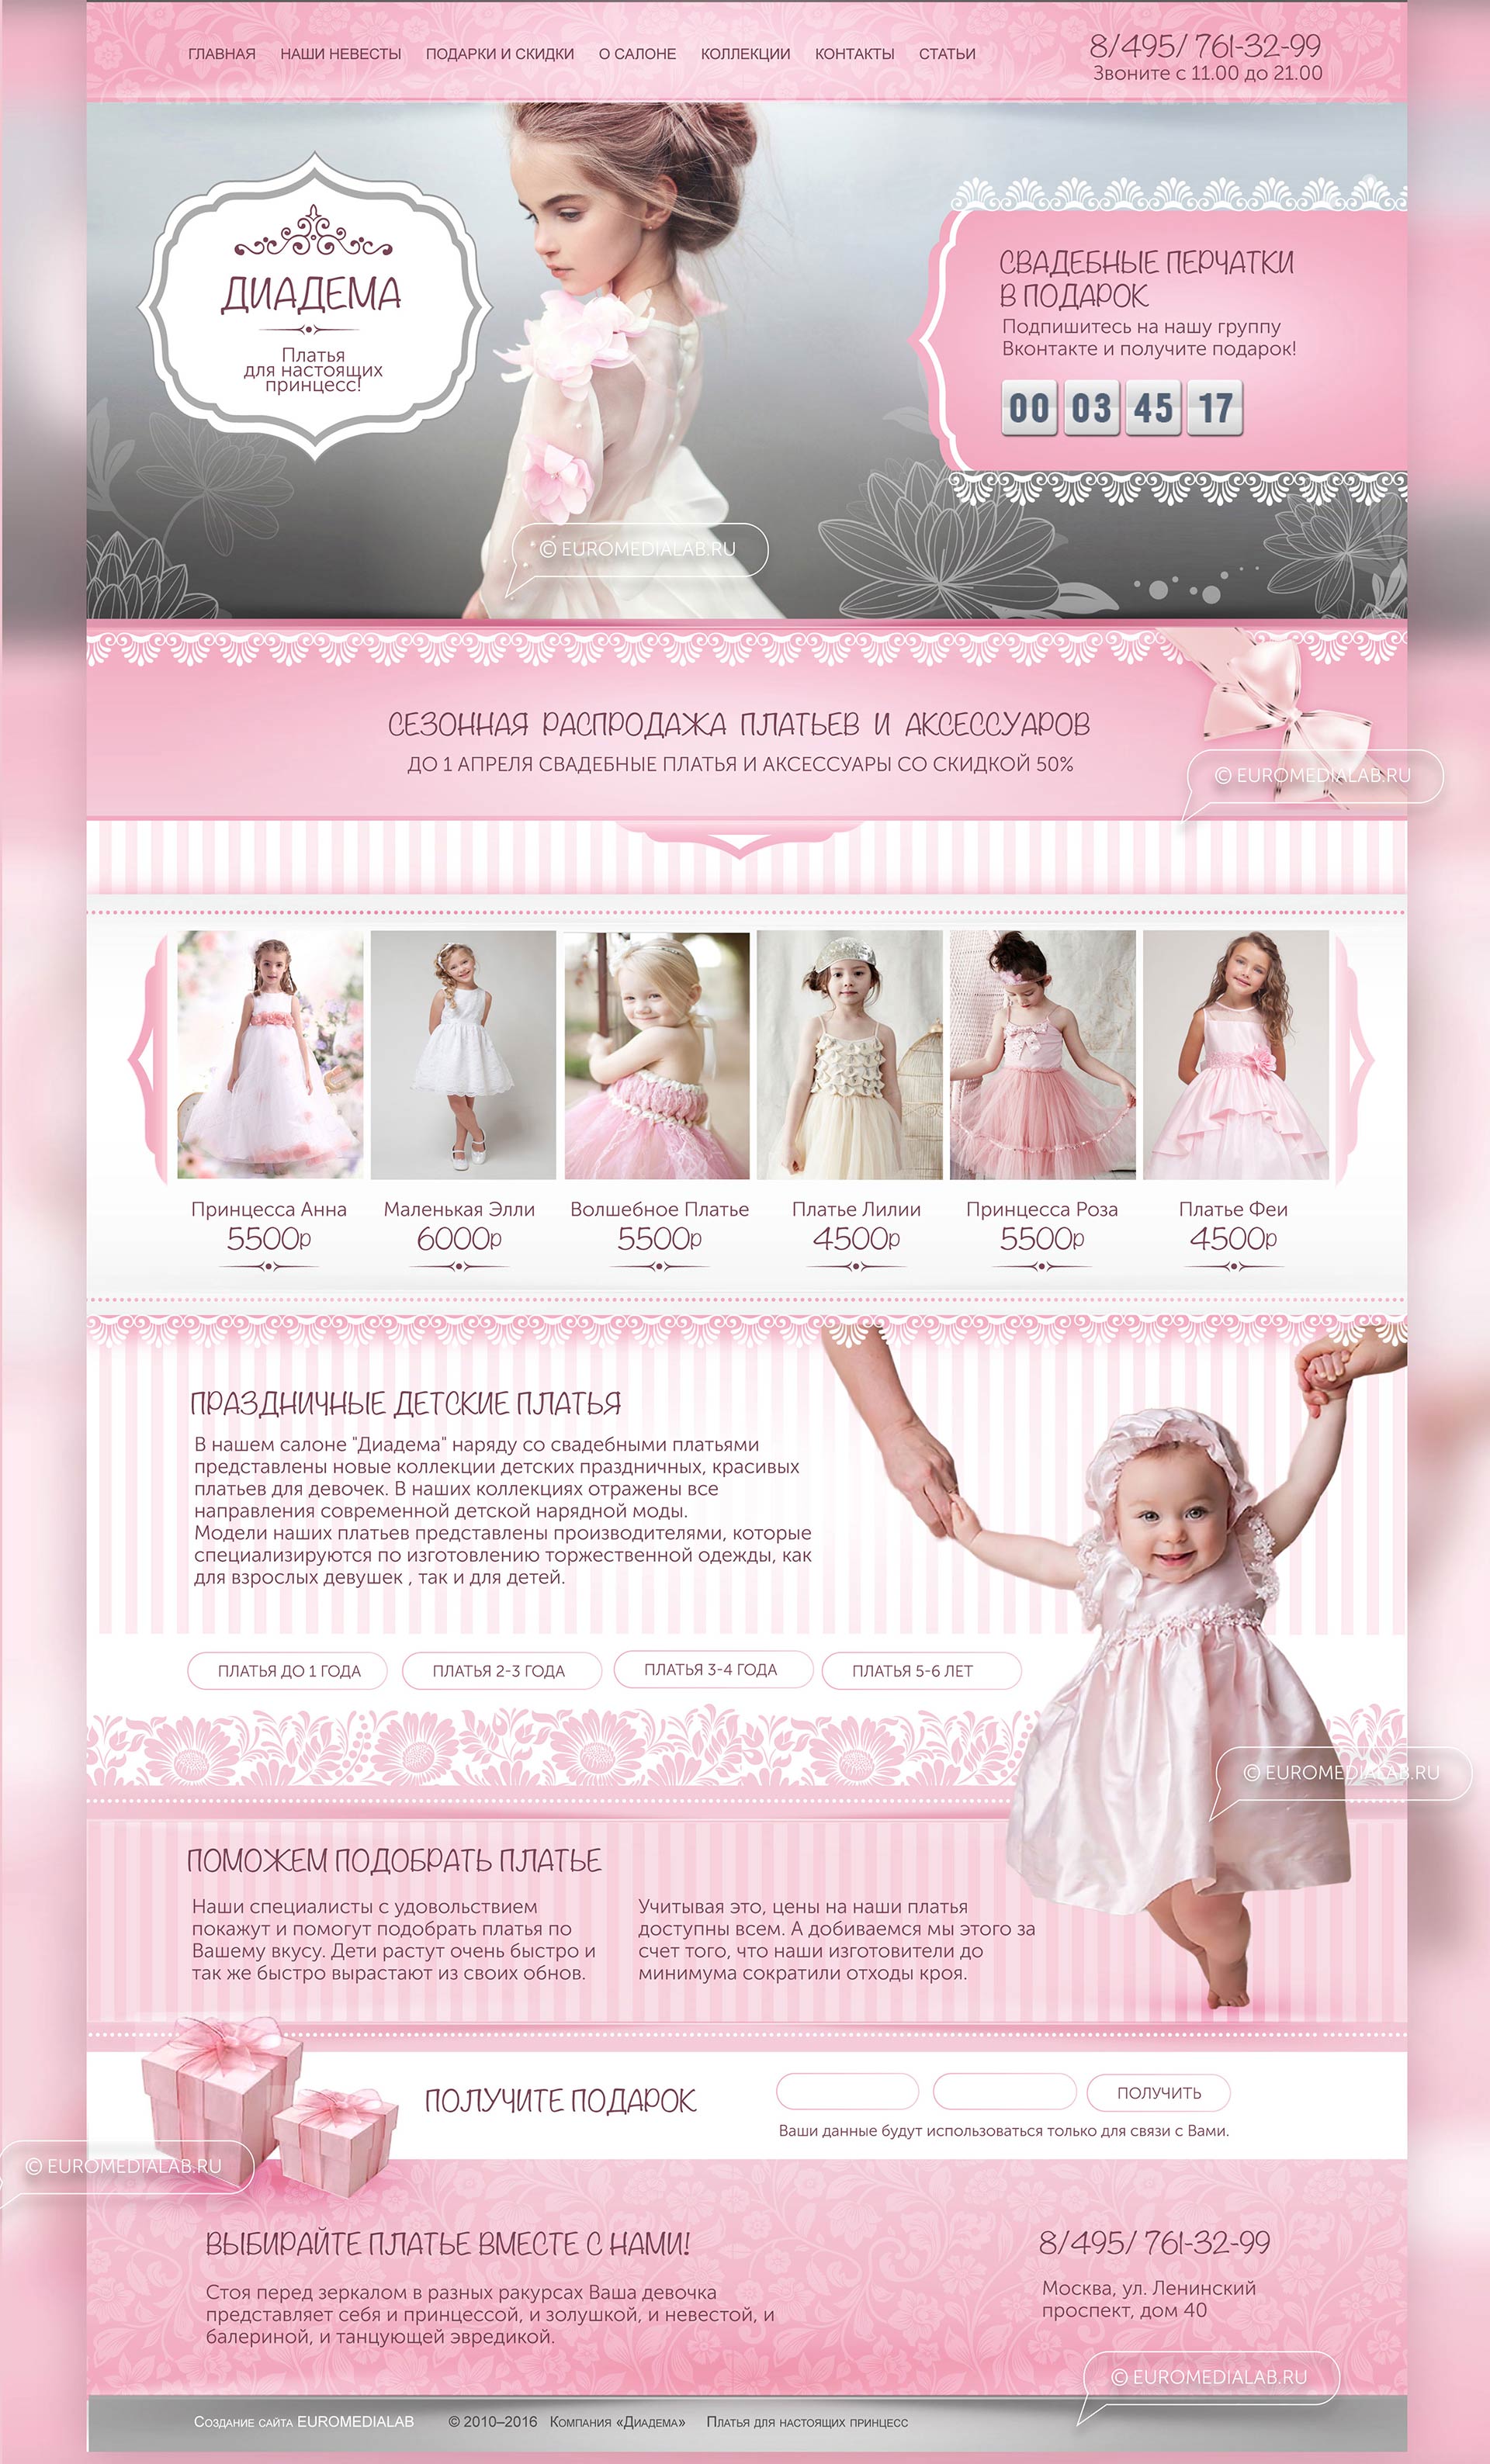 ГЛАВНАЯ НАШИ НЕВЕСТЫ ПОДАРКИ И СКИДКИ О САЛОНЕ КОЛЛЕКЦИИ КОНТАКТЫ СТАТЬИ
8/495/ 761-32-99
Звоните с 11.00 до 21.00
ДИАДЕМА
Платья
для настоящих
принцесс!
СВАДЕБНЫЕ ПЕРЧАТКИ
В ПОДАРОК
Подпишитесь на нашу группу
Вконтакте и получите подарок!
00 03 45 17
© EUROMEDIALAB.RU
СЕЗОННАЯ РАСПРОДАЖА ПЛАТЬЕВ И АКСЕССУАРОВ
ДО 1 АПРЕЛЯ СВАДЕБНЫЕ ПЛАТЬЯ И АКСЕССУАРЫ СО СКИДКОЙ 50%
© EUROMEDIALAB.RU
Принцесса Анна
5500р
Маленькая Элли
6000р
Волшебное Платье
5500р
Платье Лилии
4500р
Принцесса Роза
5500р
Платье Феи
4500р
ПРАЗДНИЧНЫЕ ДЕТСКИЕ ПЛАТЬЯ
В нашем салоне "Диадема" наряду со свадебными платьями
представлены новые коллекции детских праздничных, красивых
платьев для девочек. В наших коллекциях отражены все
направления современной детской нарядной моды.
Модели наших платьев представлены производителями, которые
специализируются по изготовлению торжественной одежды, как
для взрослых девушек , так и для детей.
ПЛАТЬЯ ДО 1 ГОДА ПЛАТЬЯ 2-3 ГОДА ПЛАТЬЯ 3-4 ГОДА ПЛАТЬЯ 5-6 ЛЕТ
© EUROMEDIALAB.RU
ПОМОЖЕМ ПОДОБРАТЬ ПЛАТЬЕ
Наши специалисты с удовольствием
покажут и помогут подобрать платья по
Вашему вкусу. Дети растут очень быстро и
так же быстро вырастают из своих обнов.
Учитывая это, цены на наши платья
доступны всем. А добиваемся мы этого за
счет того, что наши изготовители до
минимума сократили отходы кроя.
ПОЛУЧИТЕ ПОДАРОК
ПОЛУЧИТЬ
Ваши данные будут использоваться только для связи с Вами.
© EUROMEDIALAB.RU
ВЫБИРАЙТЕ ПЛАТЬЕ ВМЕСТЕ С НАМИ!
Стоя перед зеркалом в разных ракурсах Ваша девочка
представляет себя и принцессой, и золушкой, и невестой, и
балериной, и танцующей эвредикой.
8/495/ 761-32-99
Москва, ул. Ленинский
проспект, дом 40
© EUROMEDIALAB.RU
Создание сайта EUROMEDIALAB © 2010–2016 Компания «Диадема» Платья для настоящих принцесс